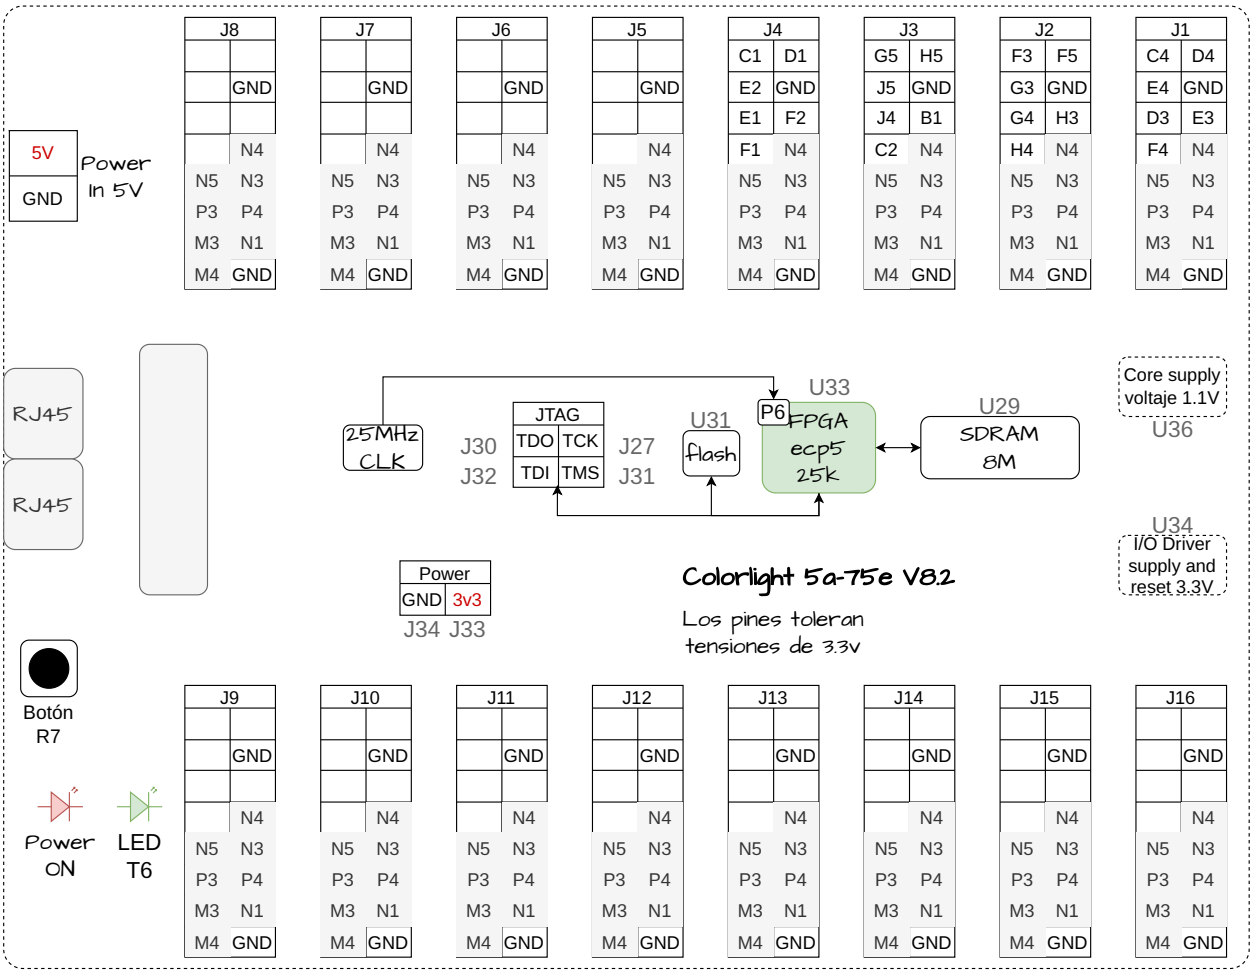 J8 J7 J6 J5 J4 J3 J2 J1
C1 D1 G5 H5 F3 F5 C4 D4
GND GND GND GND E2 GND J5 GND G3 GND E4 GND
E1 F2 J4 B1 G4 H3 D3 E3
N4 N4 N4 N4 F1 N4 C2 N4 H4 N4 F4 N4
N5 N3 N5 N3 N5 N3 N5 N3 N5 N3 N5 N3 N5 N3 N5 N3
P3 P4 P3 P4 P3 P4 P3 P4 P3 P4 P3 P4 P3 P4 P3 P4
M3 N1 M3 N1 M3 N1 M3 N1 M3 N1 M3 N1 M3 N1 M3 N1
M4 GND M4 GND M4 GND M4 GND M4 GND M4 GND M4 GND M4 GND
5V
GND
Power
In 5V
RJ45
RJ45
25MHz
CLK
JTAG
TDO TCK
TDI TMS
J30
J32
J27
J31
U31
flash
U33
P6
FPGA
ecp5
25k
U29
SDRAM
8M
Core supply
voltaje 1.1V
U36
U34
I/O Driver
supply and
reset 3.3V
Power
GND 3v3
J34 J33
Colorlight 5a-75e V8.2
Los pines toleran
tensiones de 3.3v
Botón
R7
Power
ON
LED
T6
J9 J10 J11 J12 J13 J14 J15 J16
GND GND GND GND GND GND GND GND
N4 N4 N4 N4 N4 N4 N4 N4
N5 N3 N5 N3 N5 N3 N5 N3 N5 N3 N5 N3 N5 N3 N5 N3
P3 P4 P3 P4 P3 P4 P3 P4 P3 P4 P3 P4 P3 P4 P3 P4
M3 N1 M3 N1 M3 N1 M3 N1 M3 N1 M3 N1 M3 N1 M3 N1
M4 GND M4 GND M4 GND M4 GND M4 GND M4 GND M4 GND M4 GND